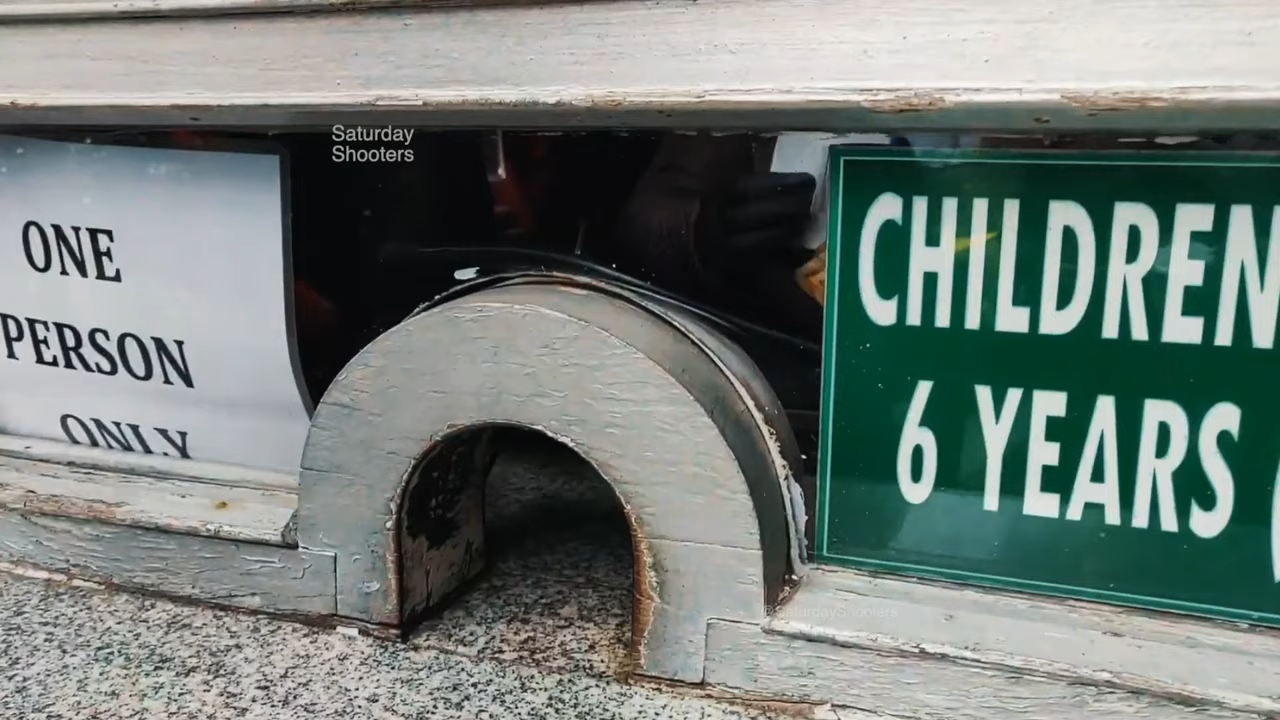 Saturday
Shooters
ONE
PERSON
ONLY
CHILDREN
6 YEARS
@SaturdayShooters